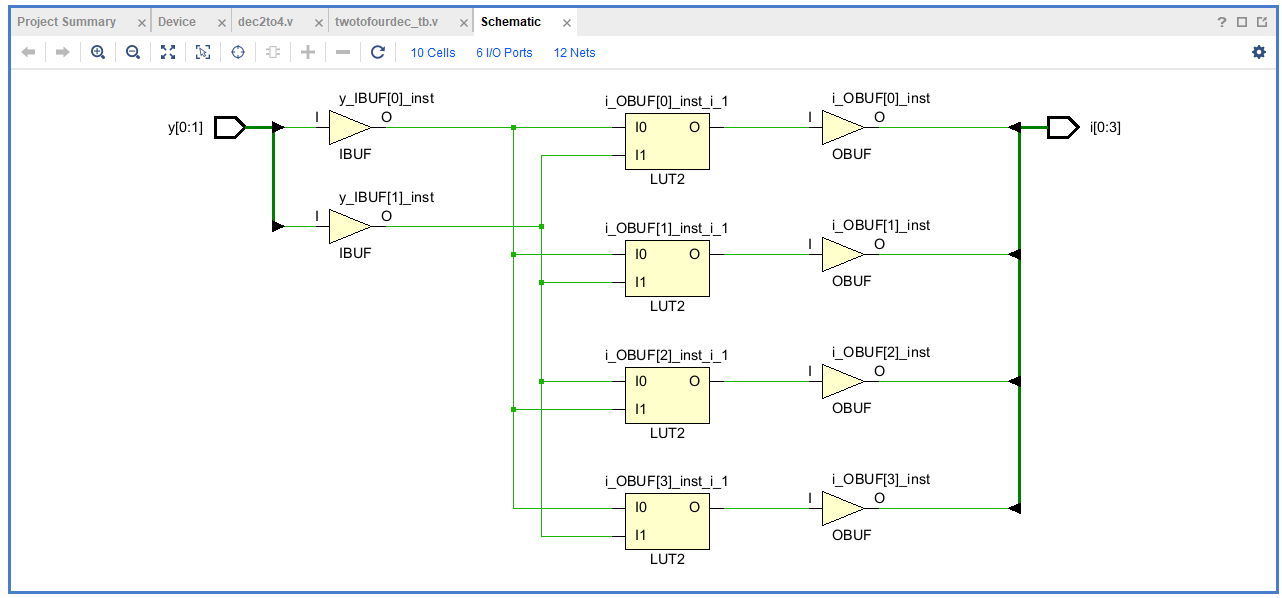 Project Summary × Device × dec2to4.v × twotofourdec_tb.v × Schematic × ?
10 Cells 6 I/O Ports 12 Nets
y_IBUF[0]_inst i_OBUF[0]_inst_i_1 i_OBUF[0]_inst
y[0:1] I O I0 O I O i[0:3]
IBUF I1 OBUF
LUT2
y_IBUF[1]_inst
I O i_OBUF[1]_inst_i_1 i_OBUF[1]_inst
IBUF I0 O I O
I1 OBUF
LUT2
i_OBUF[2]_inst_i_1 i_OBUF[2]_inst
I0 O I O
I1 OBUF
LUT2
i_OBUF[3]_inst_i_1 i_OBUF[3]_inst
I0 O I O
I1 OBUF
LUT2